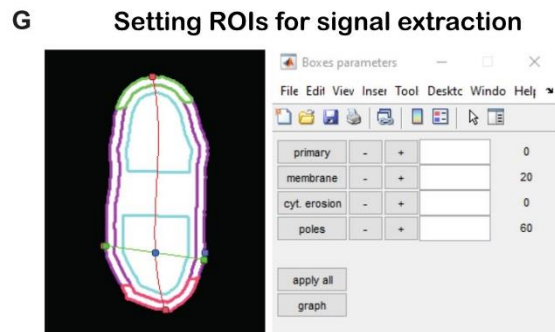 G Setting ROIs for signal extraction
Boxes parameters
File Edit Viev Inser Tool Desktc Windo Help
primary - + 0
membrane - + 20
cyt. erosion - + 0
poles - + 60
apply all
graph